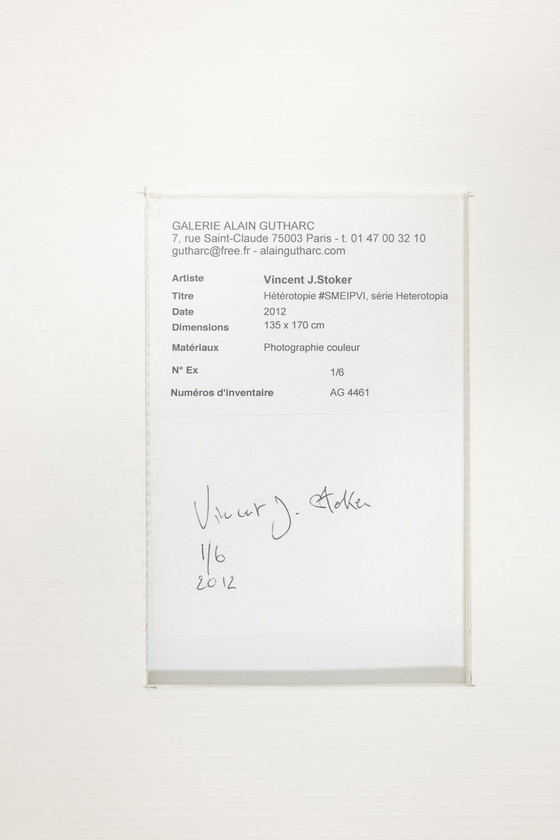 GALERIE ALAIN GUTHARC
7, rue Saint-Claude 75003 Paris - t. 01 47 00 32 10
gutharc@free.fr - alaingutharc.com
Artiste Vincent J.Stoker
Titre Hétérotopie #SMEIPVI, série Heterotopia
Date 2012
Dimensions 135 x 170 cm
Matériaux Photographie couleur
N° Ex 1/6
Numéros d'inventaire AG 4461
Vincent J. Stoker
1/6
2012